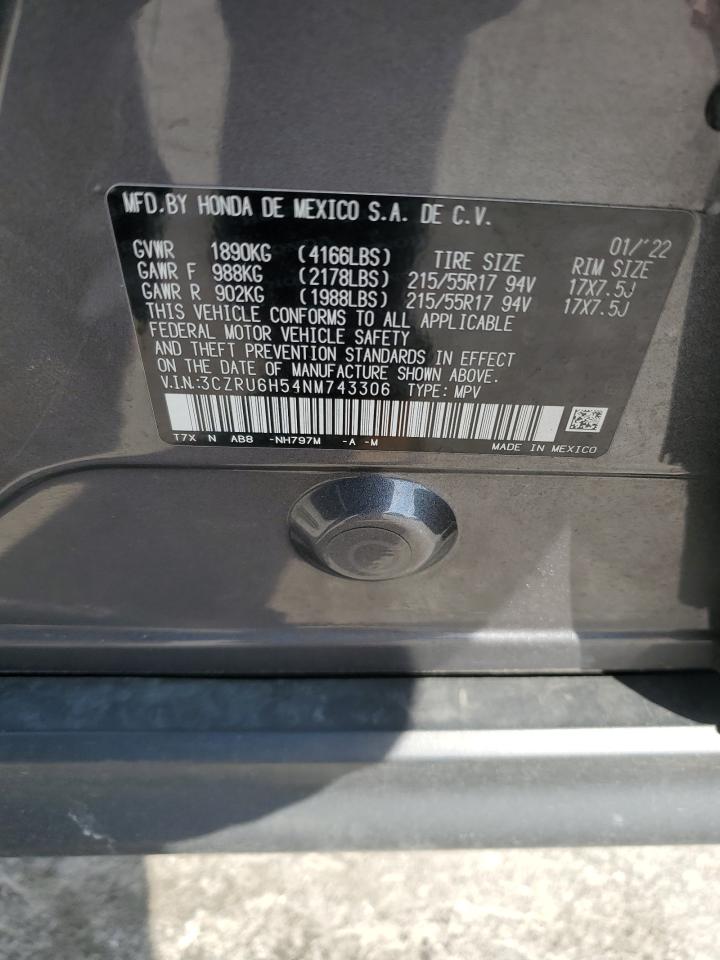 MFD.BY HONDA DE MEXICO S.A. DE C.V.
01/'22
GVWR 1890KG (4166LBS) TIRE SIZE RIM SIZE
GAWR F 988KG (2178LBS) 215/55R17 94V 17X7.5J
GAWR R 902KG (1988LBS) 215/55R17 94V 17X7.5J
THIS VEHICLE CONFORMS TO ALL APPLICABLE
FEDERAL MOTOR VEHICLE SAFETY
AND THEFT PREVENTION STANDARDS IN EFFECT
ON THE DATE OF MANUFACTURE SHOWN ABOVE.
V.I.N.:3CZRU6H54NM743306 TYPE: MPV
T7X N AB8 -NH797M -A -M MADE IN MEXICO